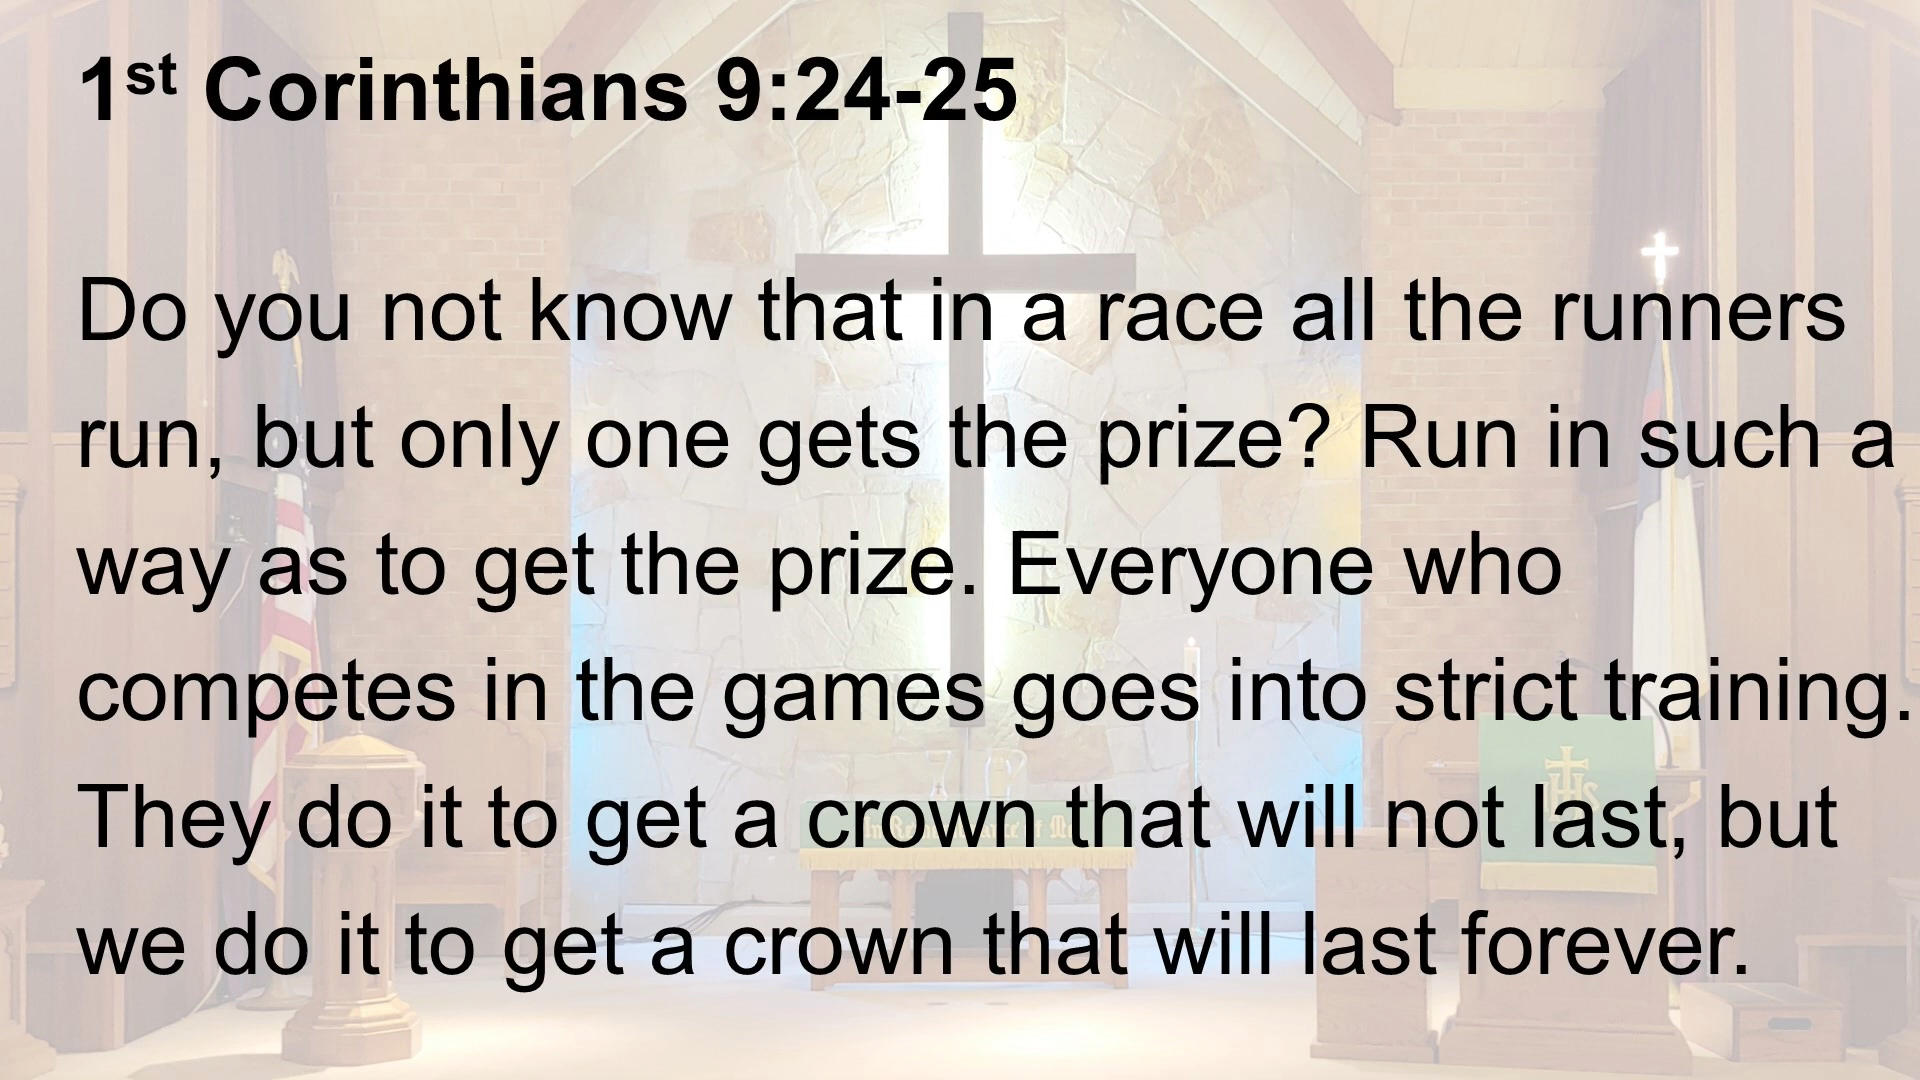 1st Corinthians 9:24-25
Do you not know that in a race all the runners
run, but only one gets the prize? Run in such a
way as to get the prize. Everyone who
competes in the games goes into strict training.
They do it to get a crown that will not last, but
we do it to get a crown that will last forever.
IHS